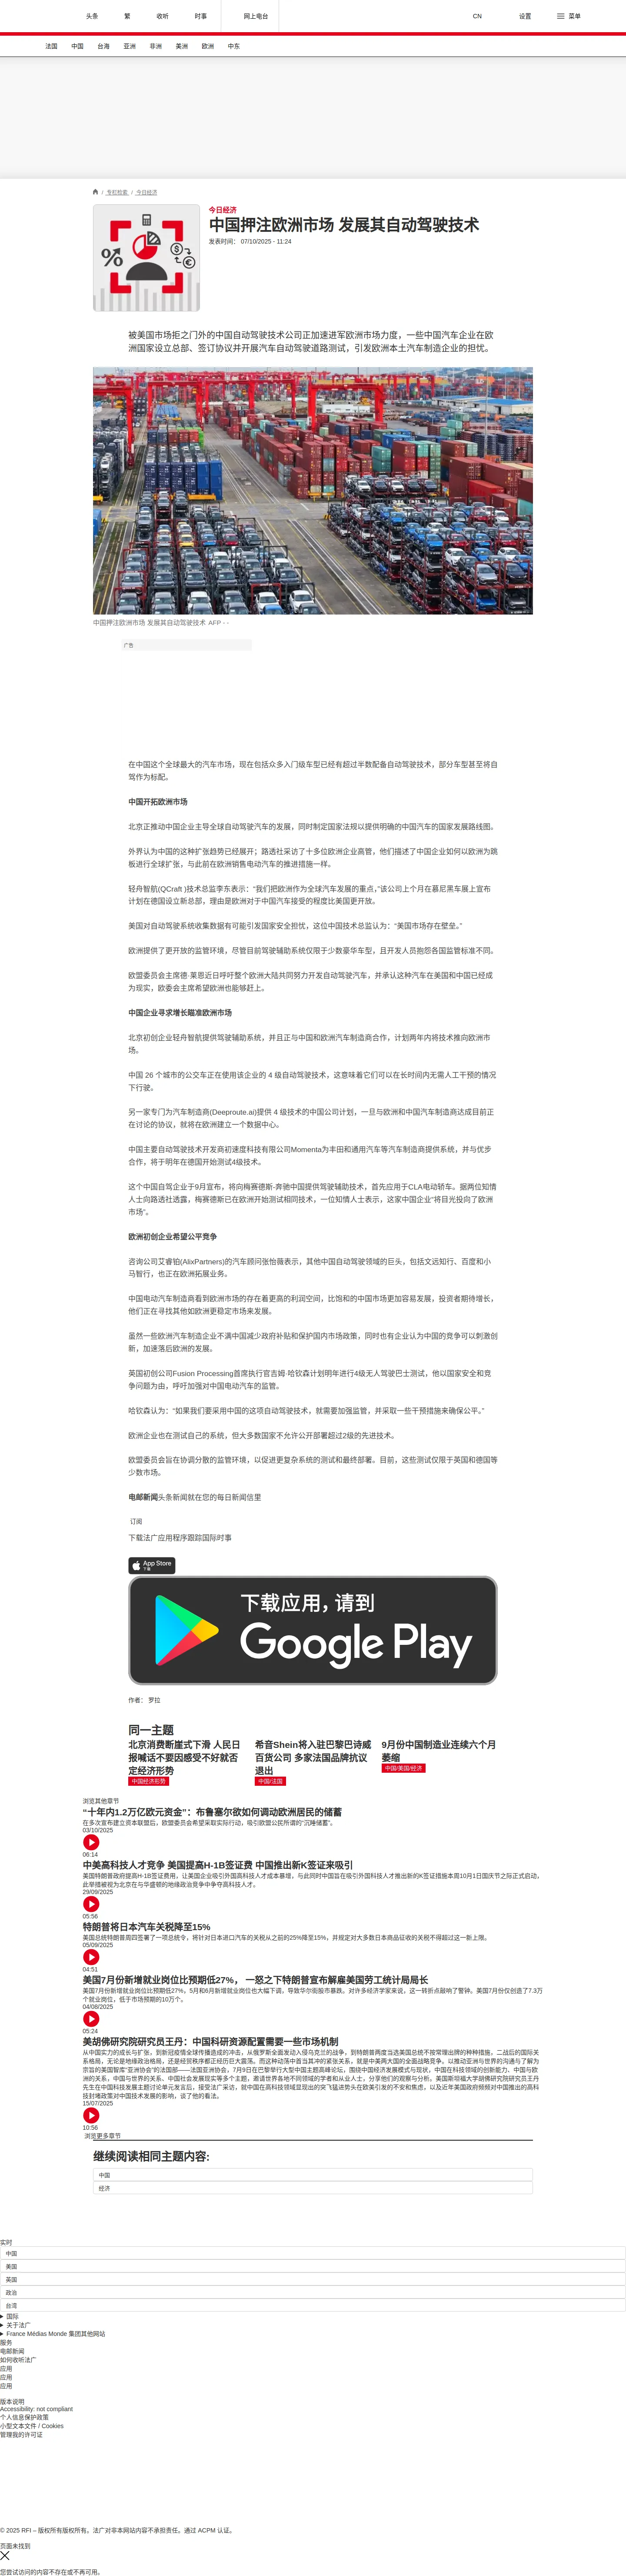 头条
繁
收听
时事
网上电台
CN
设置
菜单
法国
中国
台海
亚洲
非洲
美洲
欧洲
中东
/ 专栏检索 / 今日经济
今日经济
中国押注欧洲市场 发展其自动驾驶技术
发表时间： 07/10/2025 - 11:24
被美国市场拒之门外的中国自动驾驶技术公司正加速进军欧洲市场力度，一些中国汽车企业在欧
洲国家设立总部、签订协议并开展汽车自动驾驶道路测试，引发欧洲本土汽车制造企业的担忧。
中国押注欧洲市场 发展其自动驾驶技术 AFP. - -
广告
在中国这个全球最大的汽车市场，现在包括众多入门级车型已经有超过半数配备自动驾驶技术，部分车型甚至将自
驾作为标配。
中国开拓欧洲市场
北京正推动中国企业主导全球自动驾驶汽车的发展，同时制定国家法规以提供明确的中国汽车的国家发展路线图。
外界认为中国的这种扩张趋势已经展开；路透社采访了十多位欧洲企业高管，他们描述了中国企业如何以欧洲为跳
板进行全球扩张，与此前在欧洲销售电动汽车的推进措施一样。
轻舟智航(QCraft )技术总监李东表示：“我们把欧洲作为全球汽车发展的重点，”该公司上个月在慕尼黑车展上宣布
计划在德国设立新总部，理由是欧洲对于中国汽车接受的程度比美国更开放。
美国对自动驾驶系统收集数据有可能引发国家安全担忧，这位中国技术总监认为：“美国市场存在壁垒。”
欧洲提供了更开放的监管环境，尽管目前驾驶辅助系统仅限于少数豪华车型，且开发人员抱怨各国监管标准不同。
欧盟委员会主席德·莱恩近日呼吁整个欧洲大陆共同努力开发自动驾驶汽车，并承认这种汽车在美国和中国已经成
为现实，欧委会主席希望欧洲也能够赶上。
中国企业寻求增长瞄准欧洲市场
北京初创企业轻舟智航提供驾驶辅助系统，并且正与中国和欧洲汽车制造商合作，计划两年内将技术推向欧洲市
场。
中国 26 个城市的公交车正在使用该企业的 4 级自动驾驶技术，这意味着它们可以在长时间内无需人工干预的情况
下行驶。
另一家专门为汽车制造商(Deeproute.ai)提供 4 级技术的中国公司计划，一旦与欧洲和中国汽车制造商达成目前正
在讨论的协议，就将在欧洲建立一个数据中心。
中国主要自动驾驶技术开发商初速度科技有限公司Momenta为丰田和通用汽车等汽车制造商提供系统，并与优步
合作，将于明年在德国开始测试4级技术。
这个中国自驾企业于9月宣布，将向梅赛德斯-奔驰中国提供驾驶辅助技术，首先应用于CLA电动轿车。据两位知情
人士向路透社透露，梅赛德斯已在欧洲开始测试相同技术，一位知情人士表示，这家中国企业“将目光投向了欧洲
市场”。
欧洲初创企业希望公平竞争
咨询公司艾睿铂(AlixPartners)的汽车顾问张怡薇表示，其他中国自动驾驶领域的巨头，包括文远知行、百度和小
马智行，也正在欧洲拓展业务。
中国电动汽车制造商看到欧洲市场的存在着更高的利润空间，比饱和的中国市场更加容易发展，投资者期待增长，
他们正在寻找其他如欧洲更稳定市场来发展。
虽然一些欧洲汽车制造企业不满中国减少政府补贴和保护国内市场政策，同时也有企业认为中国的竞争可以刺激创
新，加速落后欧洲的发展。
英国初创公司Fusion Processing首席执行官吉姆·哈钦森计划明年进行4级无人驾驶巴士测试，他以国家安全和竞
争问题为由，呼吁加强对中国电动汽车的监管。
哈钦森认为：“如果我们要采用中国的这项自动驾驶技术，就需要加强监管，并采取一些干预措施来确保公平。”
欧洲企业也在测试自己的系统，但大多数国家不允许公开部署超过2级的先进技术。
欧盟委员会旨在协调分散的监管环境，以促进更复杂系统的测试和最终部署。目前，这些测试仅限于英国和德国等
少数市场。
电邮新闻头条新闻就在您的每日新闻信里
订阅
下载法广应用程序跟踪国际时事
App Store
下载
下载应用，请到
Google Play
作者： 罗拉
同一主题
北京消费断崖式下滑 人民日
报喊话不要因感受不好就否
定经济形势
中国经济形势
希音Shein将入驻巴黎巴诗威
百货公司 多家法国品牌抗议
退出
中国/法国
9月份中国制造业连续六个月
萎缩
中国/美国/经济
浏览其他章节
“十年内1.2万亿欧元资金”：布鲁塞尔欲如何调动欧洲居民的储蓄
在多次宣布建立资本联盟后，欧盟委员会希望采取实际行动，吸引欧盟公民所谓的“沉睡储蓄”。
03/10/2025
06:14
中美高科技人才竞争 美国提高H-1B签证费 中国推出新K签证来吸引
美国特朗普政府提高H-1B签证费用，让美国企业吸引外国高科技人才成本暴增，与此同时中国旨在吸引外国科技人才推出新的K签证措施本周10月1日国庆节之际正式启动，
此举措被视为北京在与华盛顿的地缘政治竞争中争夺高科技人才。
29/09/2025
05:56
特朗普将日本汽车关税降至15%
美国总统特朗普周四签署了一项总统令，将针对日本进口汽车的关税从之前的25%降至15%，并规定对大多数日本商品征收的关税不得超过这一新上限。
05/09/2025
04:51
美国7月份新增就业岗位比预期低27%， 一怒之下特朗普宣布解雇美国劳工统计局局长
美国7月份新增就业岗位比预期低27%，5月和6月新增就业岗位也大幅下调，导致华尔街股市暴跌。对许多经济学家来说，这一转折点敲响了警钟。美国7月份仅创造了7.3万
个就业岗位，低于市场预期的10万个。
04/08/2025
05:24
美胡佛研究院研究员王丹：中国科研资源配置需要一些市场机制
从中国实力的成长与扩张，到新冠疫情全球传播造成的冲击，从俄罗斯全面发动入侵乌克兰的战争，到特朗普两度当选美国总统不按常理出牌的种种措施，二战后的国际关
系格局，无论是地缘政治格局，还是经贸秩序都正经历巨大震荡。而这种动荡中首当其冲的紧张关系，就是中美两大国的全面战略竞争。以推动亚洲与世界的沟通与了解为
宗旨的美国智库“亚洲协会”的法国部——法国亚洲协会，7月9日在巴黎举行大型中国主题高峰论坛，围绕中国经济发展模式与现状，中国在科技领域的创新能力、中国与欧
洲的关系，中国与世界的关系、中国社会发展现实等多个主题，邀请世界各地不同领域的学者和从业人士，分享他们的观察与分析。美国斯坦福大学胡佛研究院研究员王丹
先生在中国科技发展主题讨论单元发言后，接受法广采访，就中国在高科技领域显现出的突飞猛进势头在欧美引发的不安和焦虑，以及近年美国政府频频对中国推出的高科
技封堵政策对中国技术发展的影响，谈了他的看法。
15/07/2025
10:56
浏览更多章节
继续阅读相同主题内容:
中国
经济
实时
中国
美国
英国
政治
台湾
国际
关于法广
France Médias Monde 集团其他网站
服务
电邮新闻
如何收听法广
应用
应用
应用
版本说明
Accessibility: not compliant
个人信息保护政策
小型文本文件 / Cookies
管理我的许可证
© 2025 RFI – 版权所有版权所有。法广对非本网站内容不承担责任。通过 ACPM 认证。
页面未找到
您尝试访问的内容不存在或不再可用。